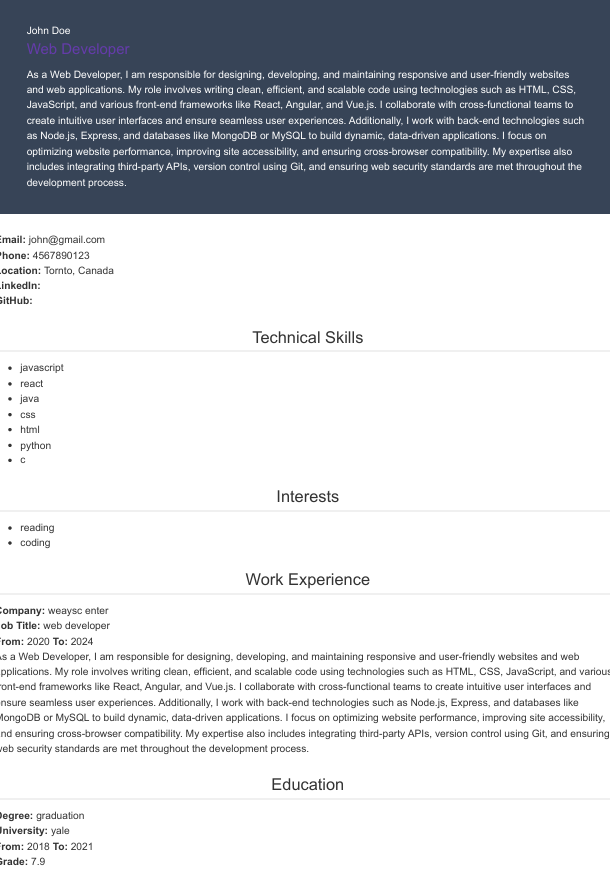 John Doe
Web Developer
As a Web Developer, I am responsible for designing, developing, and maintaining responsive and user-friendly websites
and web applications. My role involves writing clean, efficient, and scalable code using technologies such as HTML, CSS,
JavaScript, and various front-end frameworks like React, Angular, and Vue.js. I collaborate with cross-functional teams to
create intuitive user interfaces and ensure seamless user experiences. Additionally, I work with back-end technologies such
as Node.js, Express, and databases like MongoDB or MySQL to build dynamic, data-driven applications. I focus on
optimizing website performance, improving site accessibility, and ensuring cross-browser compatibility. My expertise also
includes integrating third-party APIs, version control using Git, and ensuring web security standards are met throughout the
development process.
Email: john@gmail.com
Phone: 4567890123
Location: Tornto, Canada
LinkedIn:
GitHub:
Technical Skills
• javascript
• react
• java
• css
• html
• python
• c
Interests
• reading
• coding
Work Experience
Company: weaysc enter
Job Title: web developer
From: 2020 To: 2024
As a Web Developer, I am responsible for designing, developing, and maintaining responsive and user-friendly websites and web
applications. My role involves writing clean, efficient, and scalable code using technologies such as HTML, CSS, JavaScript, and various
front-end frameworks like React, Angular, and Vue.js. I collaborate with cross-functional teams to create intuitive user interfaces and
ensure seamless user experiences. Additionally, I work with back-end technologies such as Node.js, Express, and databases like
MongoDB or MySQL to build dynamic, data-driven applications. I focus on optimizing website performance, improving site accessibility,
and ensuring cross-browser compatibility. My expertise also includes integrating third-party APIs, version control using Git, and ensuring
web security standards are met throughout the development process.
Education
Degree: graduation
University: yale
From: 2018 To: 2021
Grade: 7.9